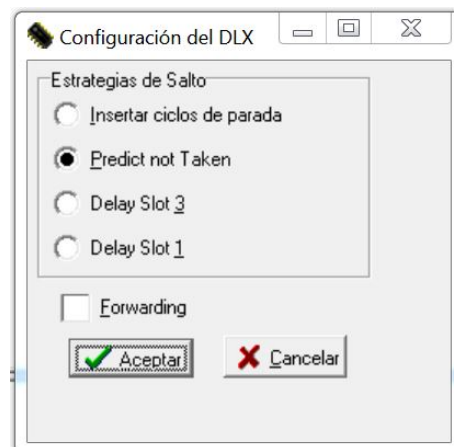 Configuración del DLX
Estrategias de Salto
Insertar ciclos de parada
Predict not Taken
Delay Slot 3
Delay Slot 1
Forwarding
Aceptar
Cancelar